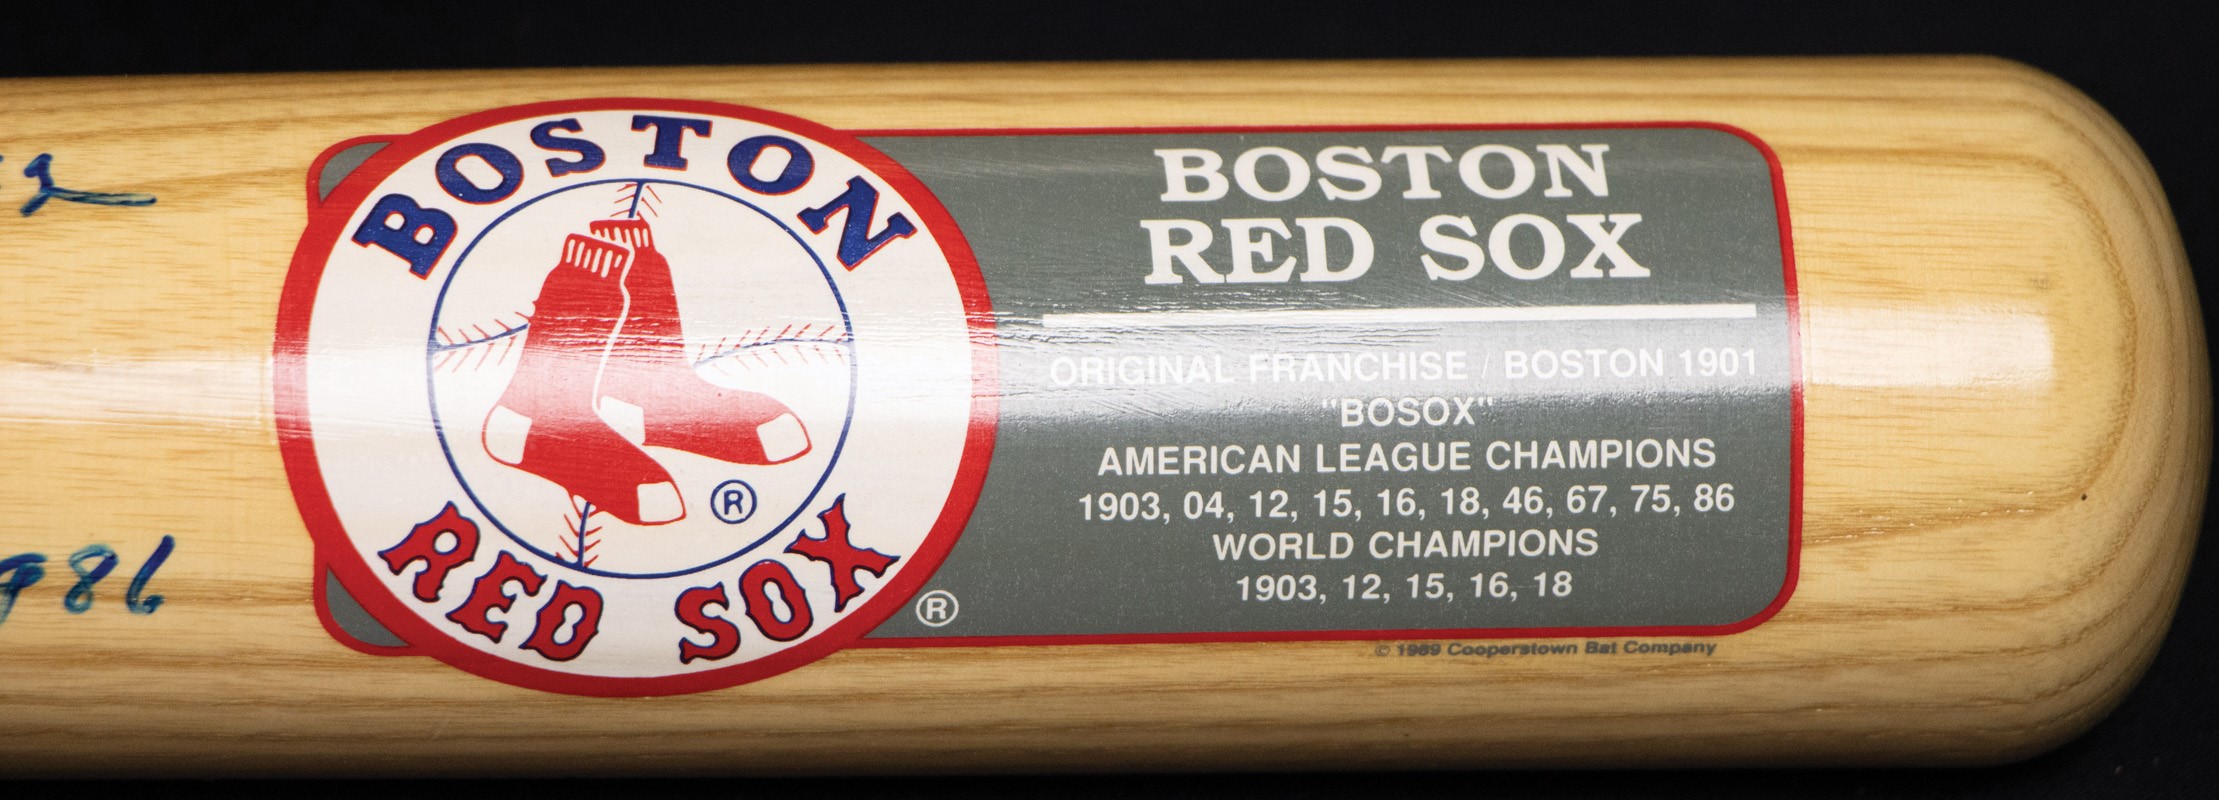 BOSTON
RED SOX
®
®
BOSTON
RED SOX
ORIGINAL FRANCHISE / BOSTON 1901
"BOSOX"
AMERICAN LEAGUE CHAMPIONS
1903, 04, 12, 15, 16, 18, 46, 67, 75, 86
WORLD CHAMPIONS
1903, 12, 15, 16, 18
© 1989 Cooperstown Bat Company
986